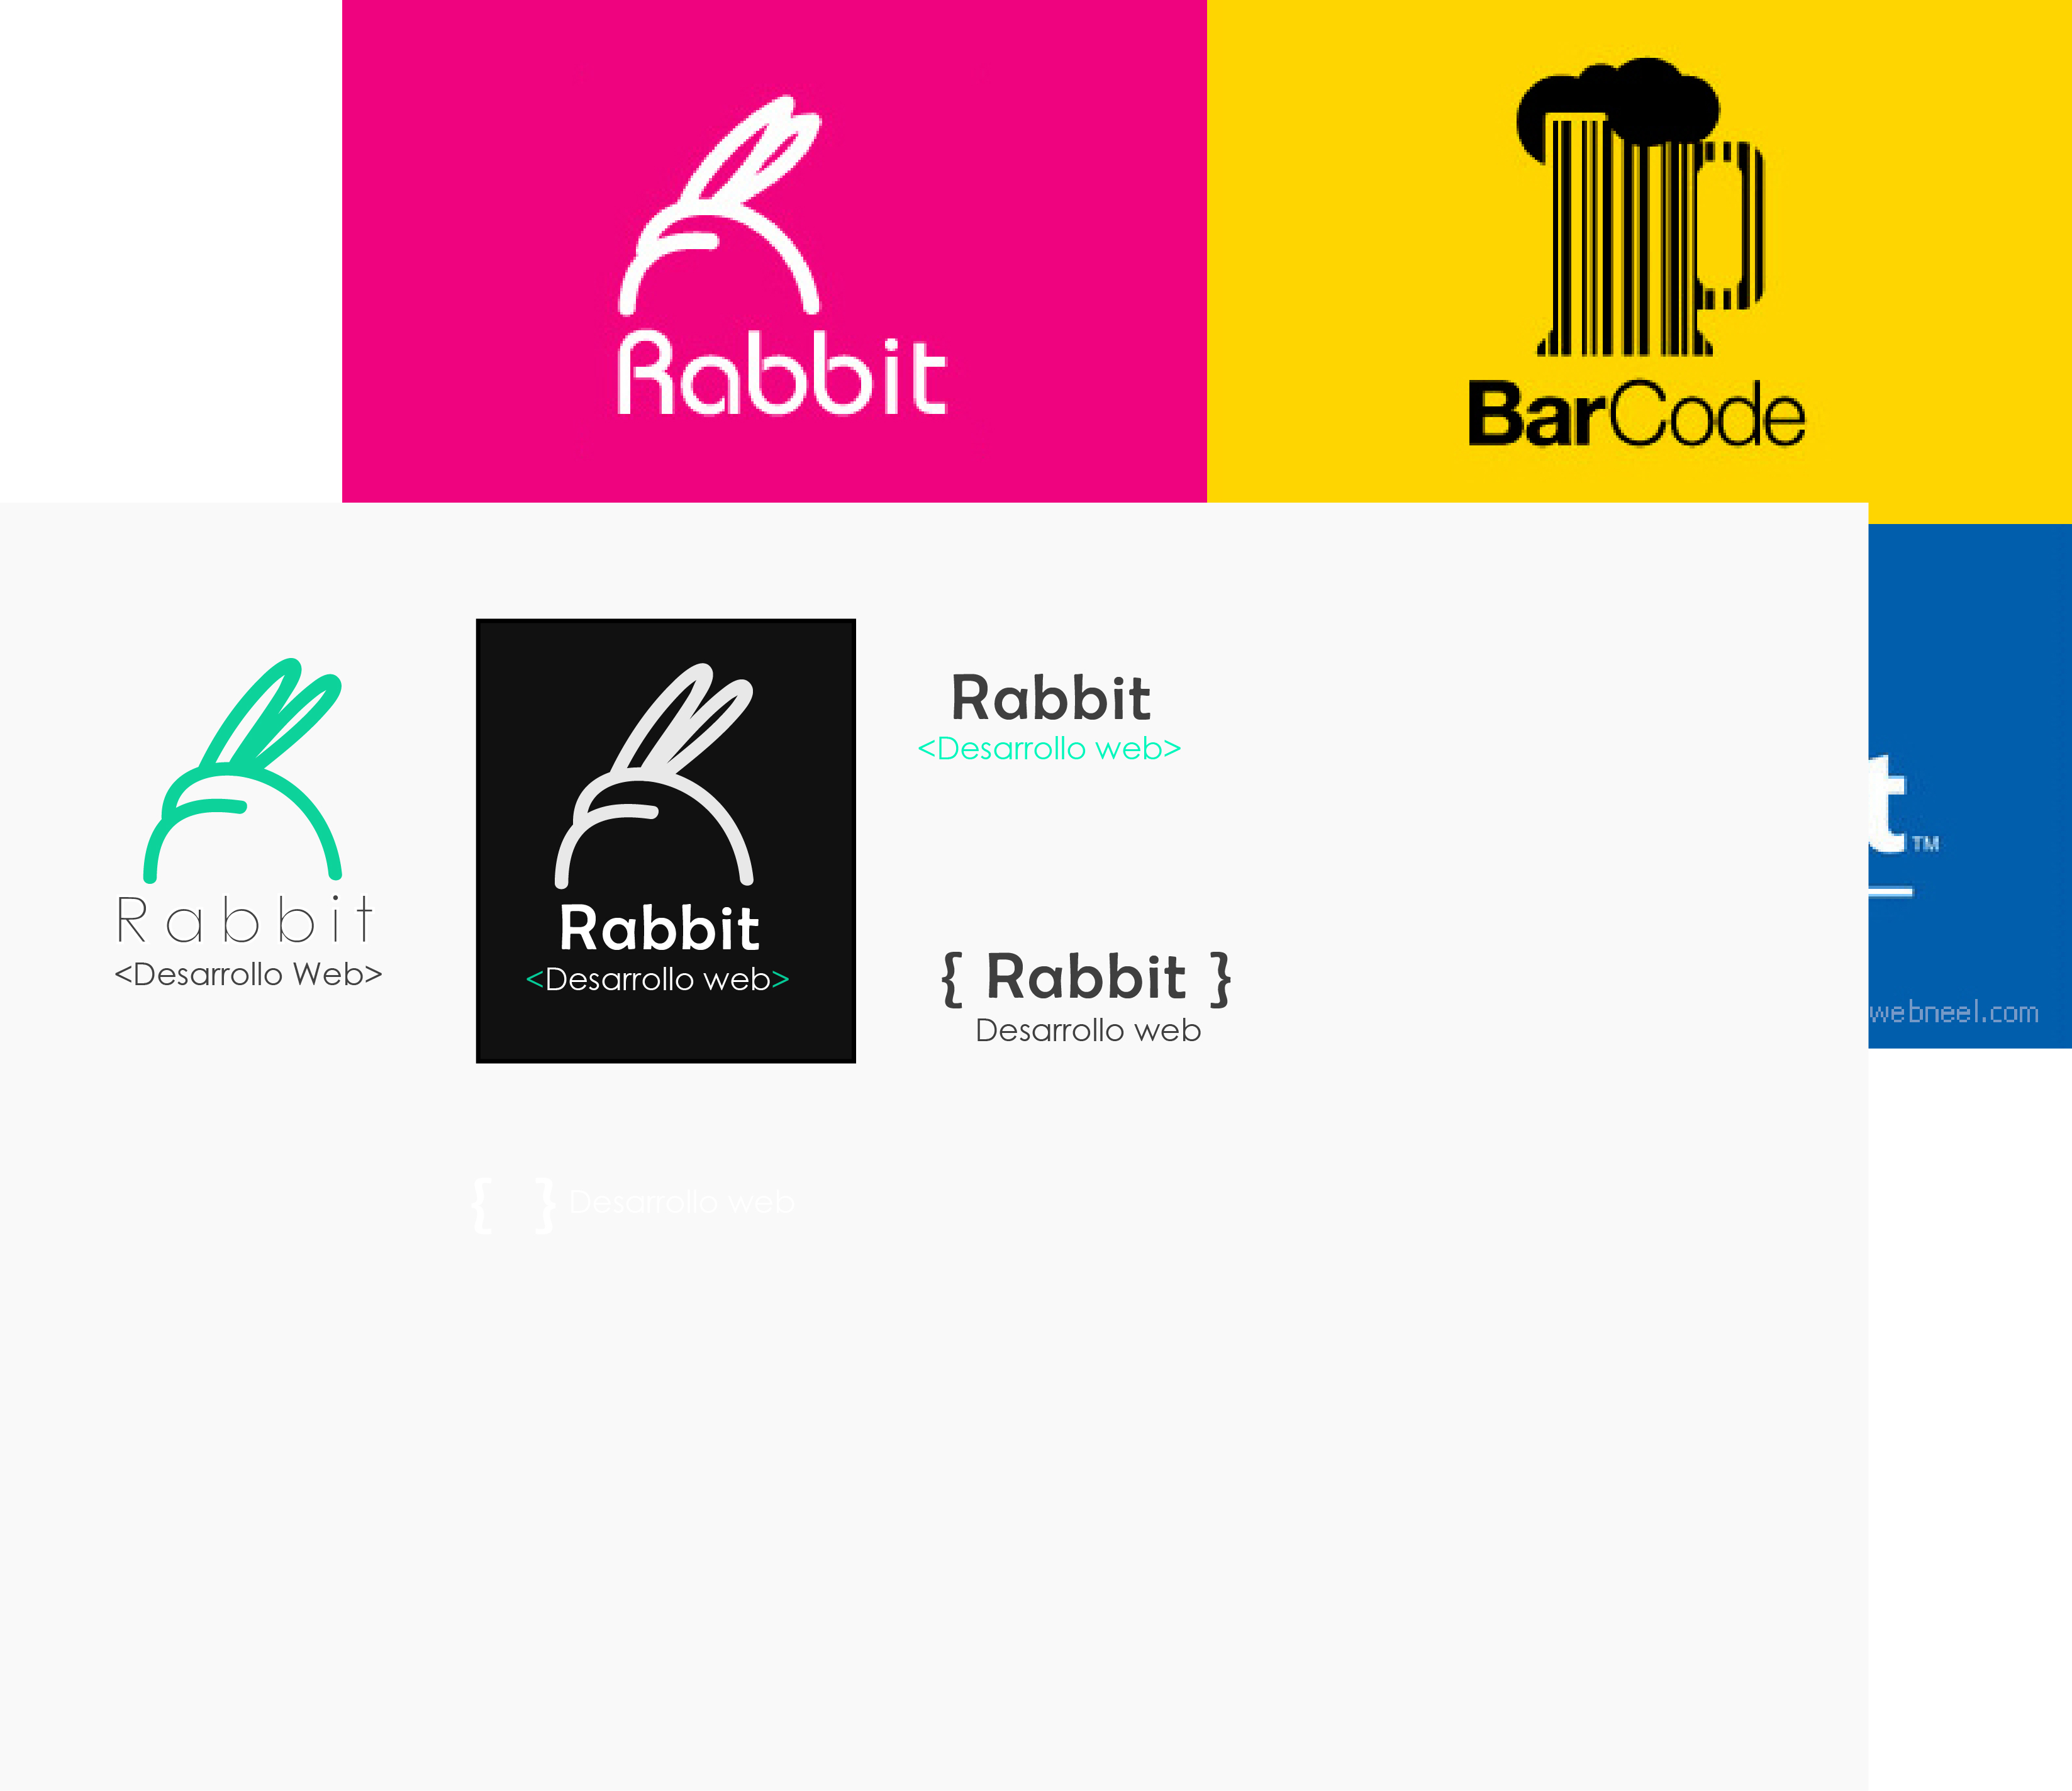 Rabbit
BarCode
Rabbit
<Desarrollo Web>
Rabbit
<Desarrollo web>
Rabbit
<Desarrollo web>
{ Rabbit }
Desarrollo web
t™
webneel.com
{ } Desarrollo web